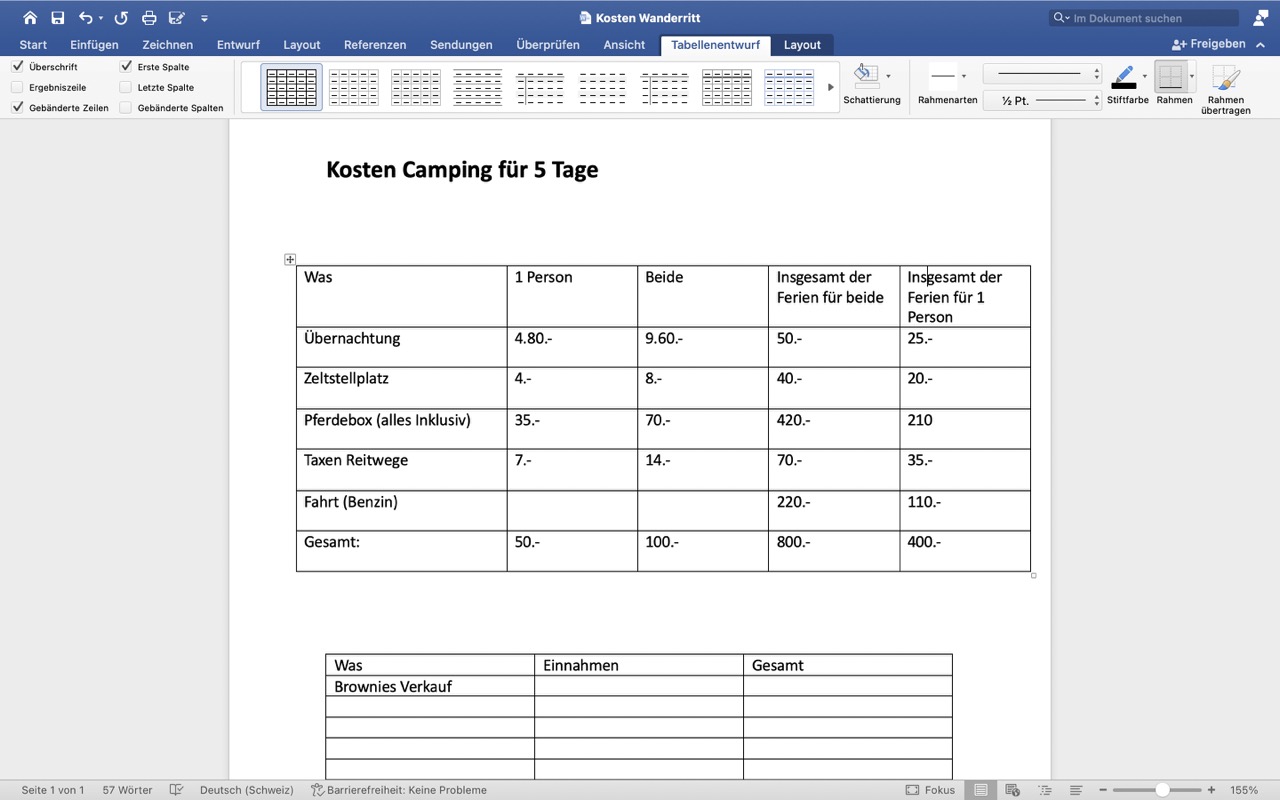 Kosten Wanderritt
Im Dokument suchen
Start Einfügen Zeichnen Entwurf Layout Referenzen Sendungen Überprüfen Ansicht Tabellenentwurf Layout Freigeben
Überschrift Erste Spalte
Ergebniszeile Letzte Spalte
Gebänderte Zeilen Gebänderte Spalten
Schattierung Rahmenarten ½ Pt. Stiftfarbe Rahmen Rahmen übertragen
Kosten Camping für 5 Tage
Was 1 Person Beide Insgesamt der Ferien für beide Insgesamt der Ferien für 1 Person
Übernachtung 4.80.- 9.60.- 50.- 25.-
Zeltstellplatz 4.- 8.- 40.- 20.-
Pferdebox (alles Inklusiv) 35.- 70.- 420.- 210
Taxen Reitwege 7.- 14.- 70.- 35.-
Fahrt (Benzin) 220.- 110.-
Gesamt: 50.- 100.- 800.- 400.-
Was Einnahmen Gesamt
Brownies Verkauf
Seite 1 von 1 57 Wörter Deutsch (Schweiz) Barrierefreiheit: Keine Probleme Fokus 155%